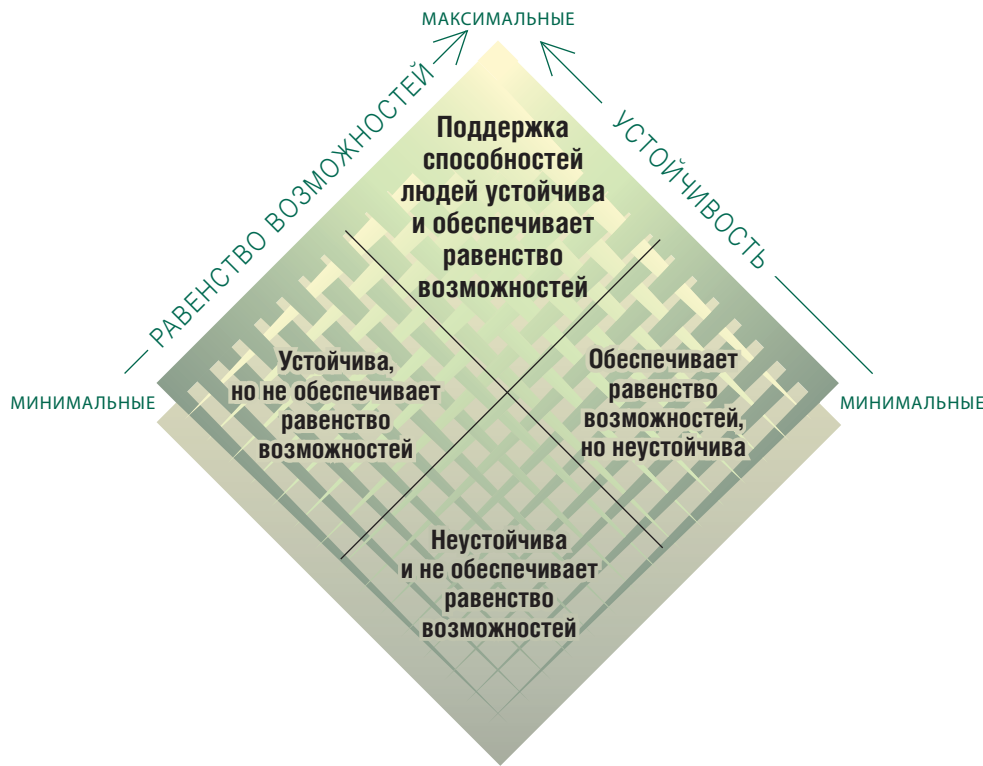 МАКСИМАЛЬНЫЕ
РАВЕНСТВО ВОЗМОЖНОСТЕЙ
УСТОЙЧИВОСТЬ
Поддержка
способностей
людей устойчива
и обеспечивает
равенство
возможностей
Устойчива,
но не обеспечивает
равенство
возможностей
Обеспечивает
равенство
возможностей,
но неустойчива
МИНИМАЛЬНЫЕ
МИНИМАЛЬНЫЕ
Неустойчива
и не обеспечивает
равенство
возможностей